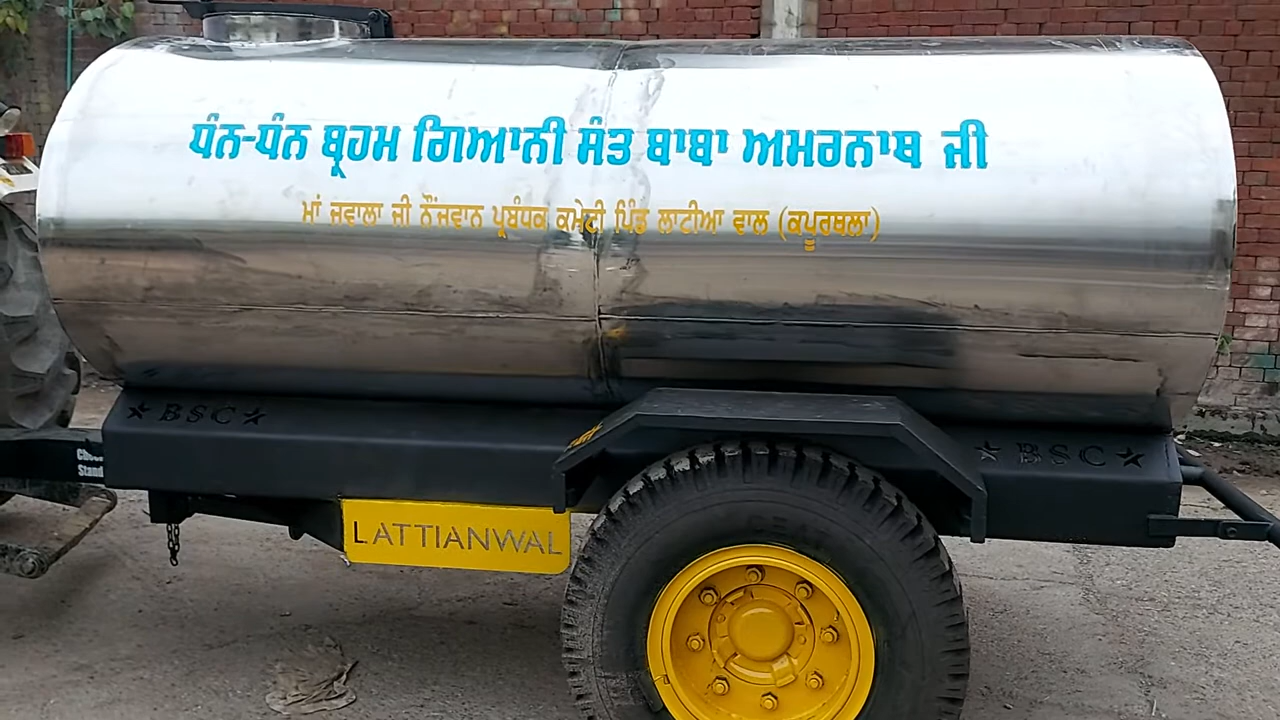 ਧੰਨ-ਧੰਨ ਬ੍ਰਹਮ ਗਿਆਨੀ ਸੰਤ ਬਾਬਾ ਅਮਰਨਾਥ ਜੀ
ਮਾਂ ਜਵਾਲਾ ਜੀ ਨੌਂਜਵਾਨ ਪ੍ਰਬੰਧਕ ਕਮੇਟੀ ਪਿੰਡ ਲਾਟੀਆ ਵਾਲ (ਕਪੂਰਥਲਾ)
★ BSC ★
★ BSC ★
LATTIANWAL